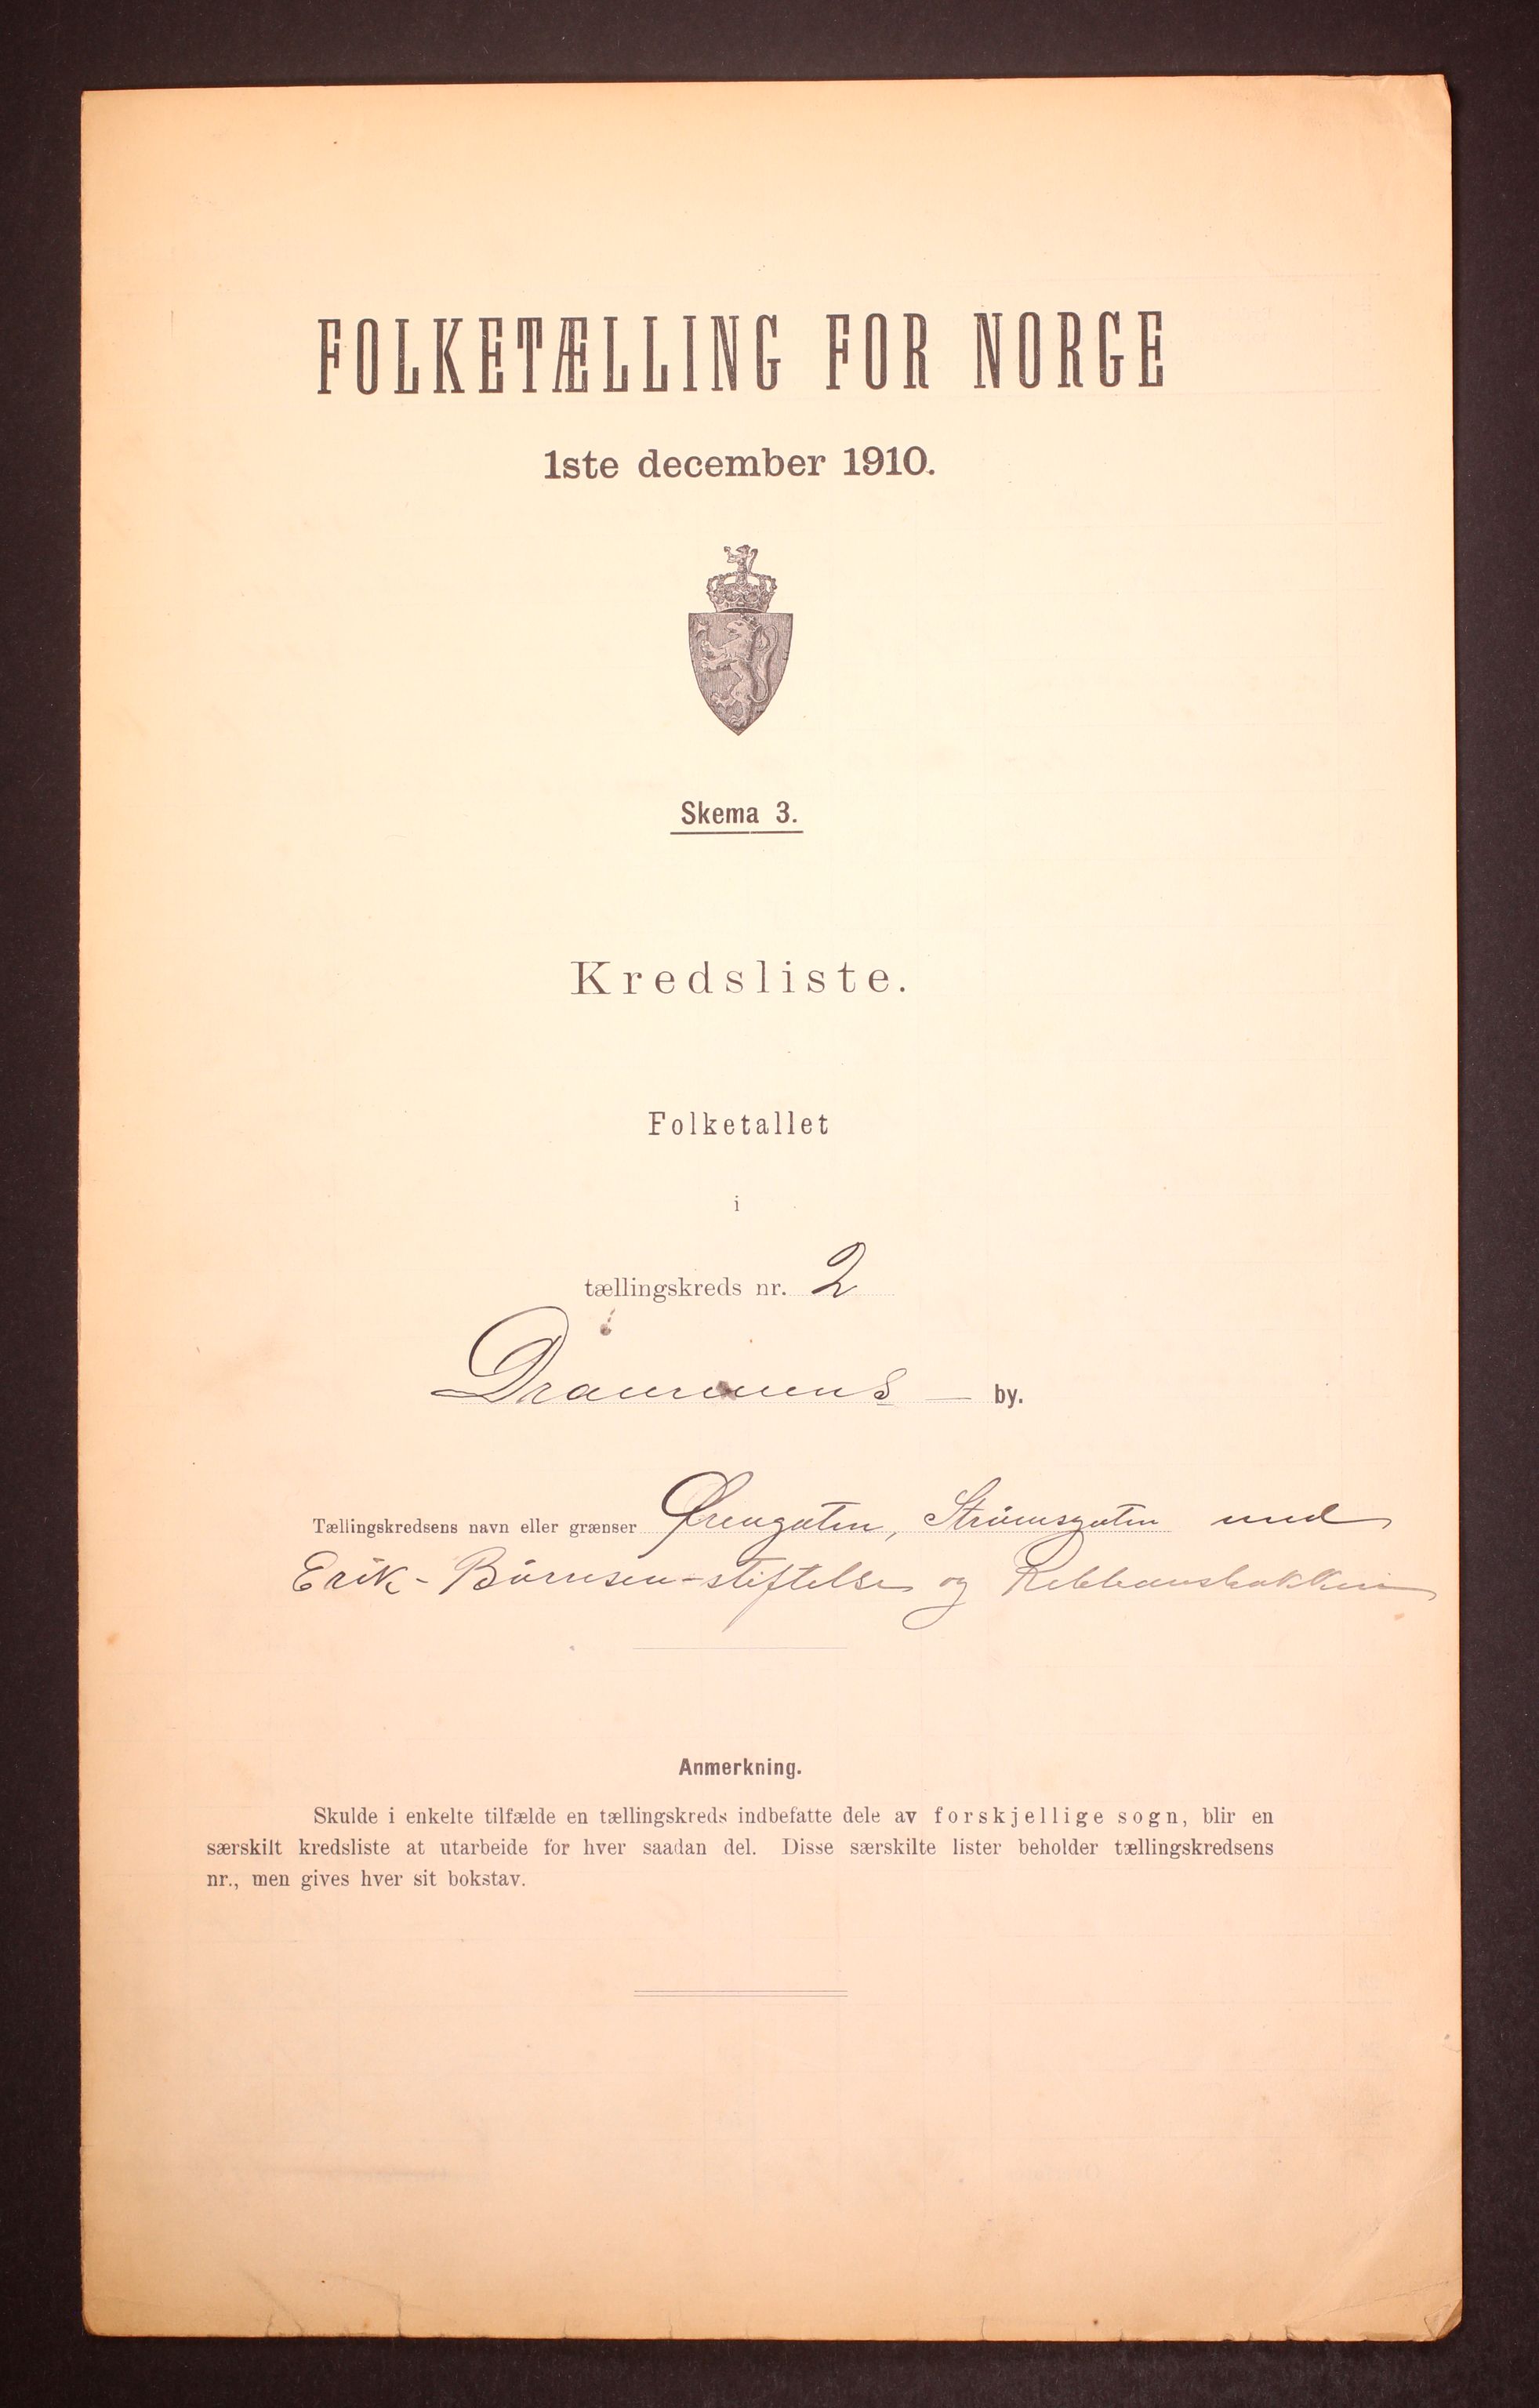 FOLKETÆLLING FOR NORGE
1ste december 1910.
Skema 3.
Kredsliste.
Folketallet
i
tællingskreds nr. 2
Drammens — by.
Tællingskredsens navn eller grænser Ørengaten, Strømsgaten med
Erik-Børresen-stiftelse og
Anmerkning.
Skulde i enkelte tilfælde en tællingskreds indbefatte dele av forskjellige sogn, blir en
særskilt kredsliste at utarbeide for hver saadan del. Disse særskilte lister beholder tællingskredsens
nr., men gives hver sit bokstav.